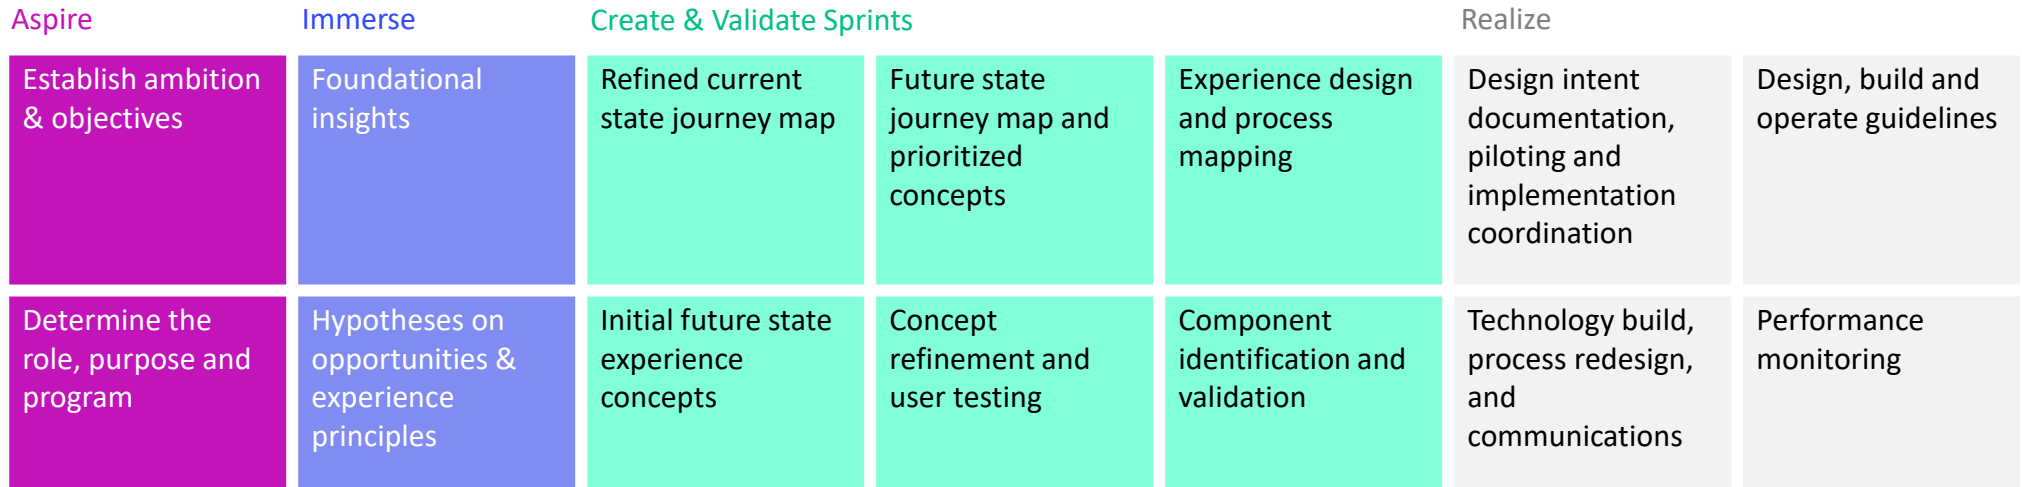 Aspire
Immerse
Create & Validate Sprints
Realize
Establish ambition
& objectives
Foundational
insights
Refined current
state journey map
Future state
journey map and
prioritized
concepts
Experience design
and process
mapping
Design intent
documentation,
piloting and
implementation
coordination
Design, build and
operate guidelines
Determine the
role, purpose and
program
Hypotheses on
opportunities &
experience
principles
Initial future state
experience
concepts
Concept
refinement and
user testing
Component
identification and
validation
Technology build,
process redesign,
and
communications
Performance
monitoring